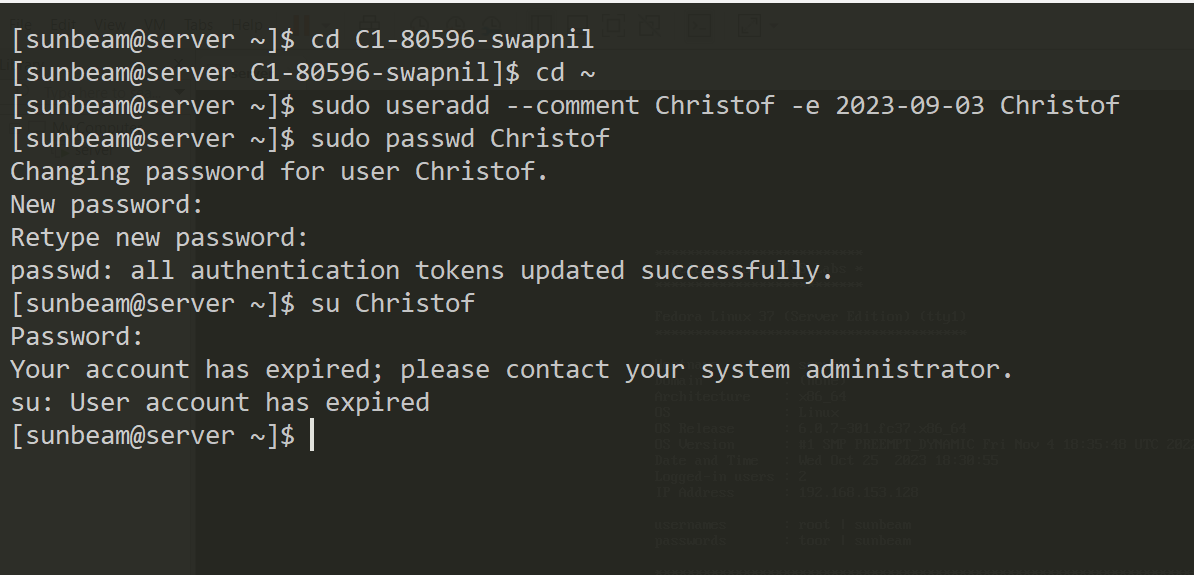 [sunbeam@server ~]$ cd C1-80596-swapnil
[sunbeam@server C1-80596-swapnil]$ cd ~
[sunbeam@server ~]$ sudo useradd --comment Christof -e 2023-09-03 Christof
[sunbeam@server ~]$ sudo passwd Christof
Changing password for user Christof.
New password:
Retype new password:
passwd: all authentication tokens updated successfully.
[sunbeam@server ~]$ su Christof
Password:
Your account has expired; please contact your system administrator.
su: User account has expired
[sunbeam@server ~]$